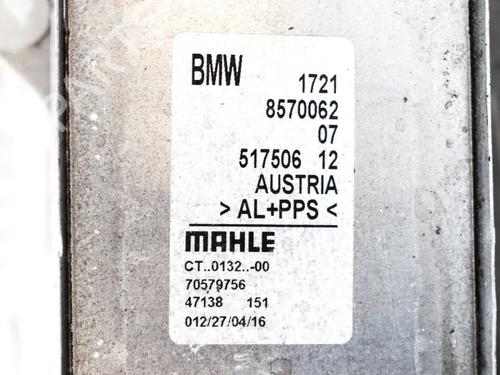 BMW 1721
8570062
07
517506 12
AUSTRIA
> AL+PPS <
MAHLE
CT..0132..-00
70579756
47138 151
012/27/04/16